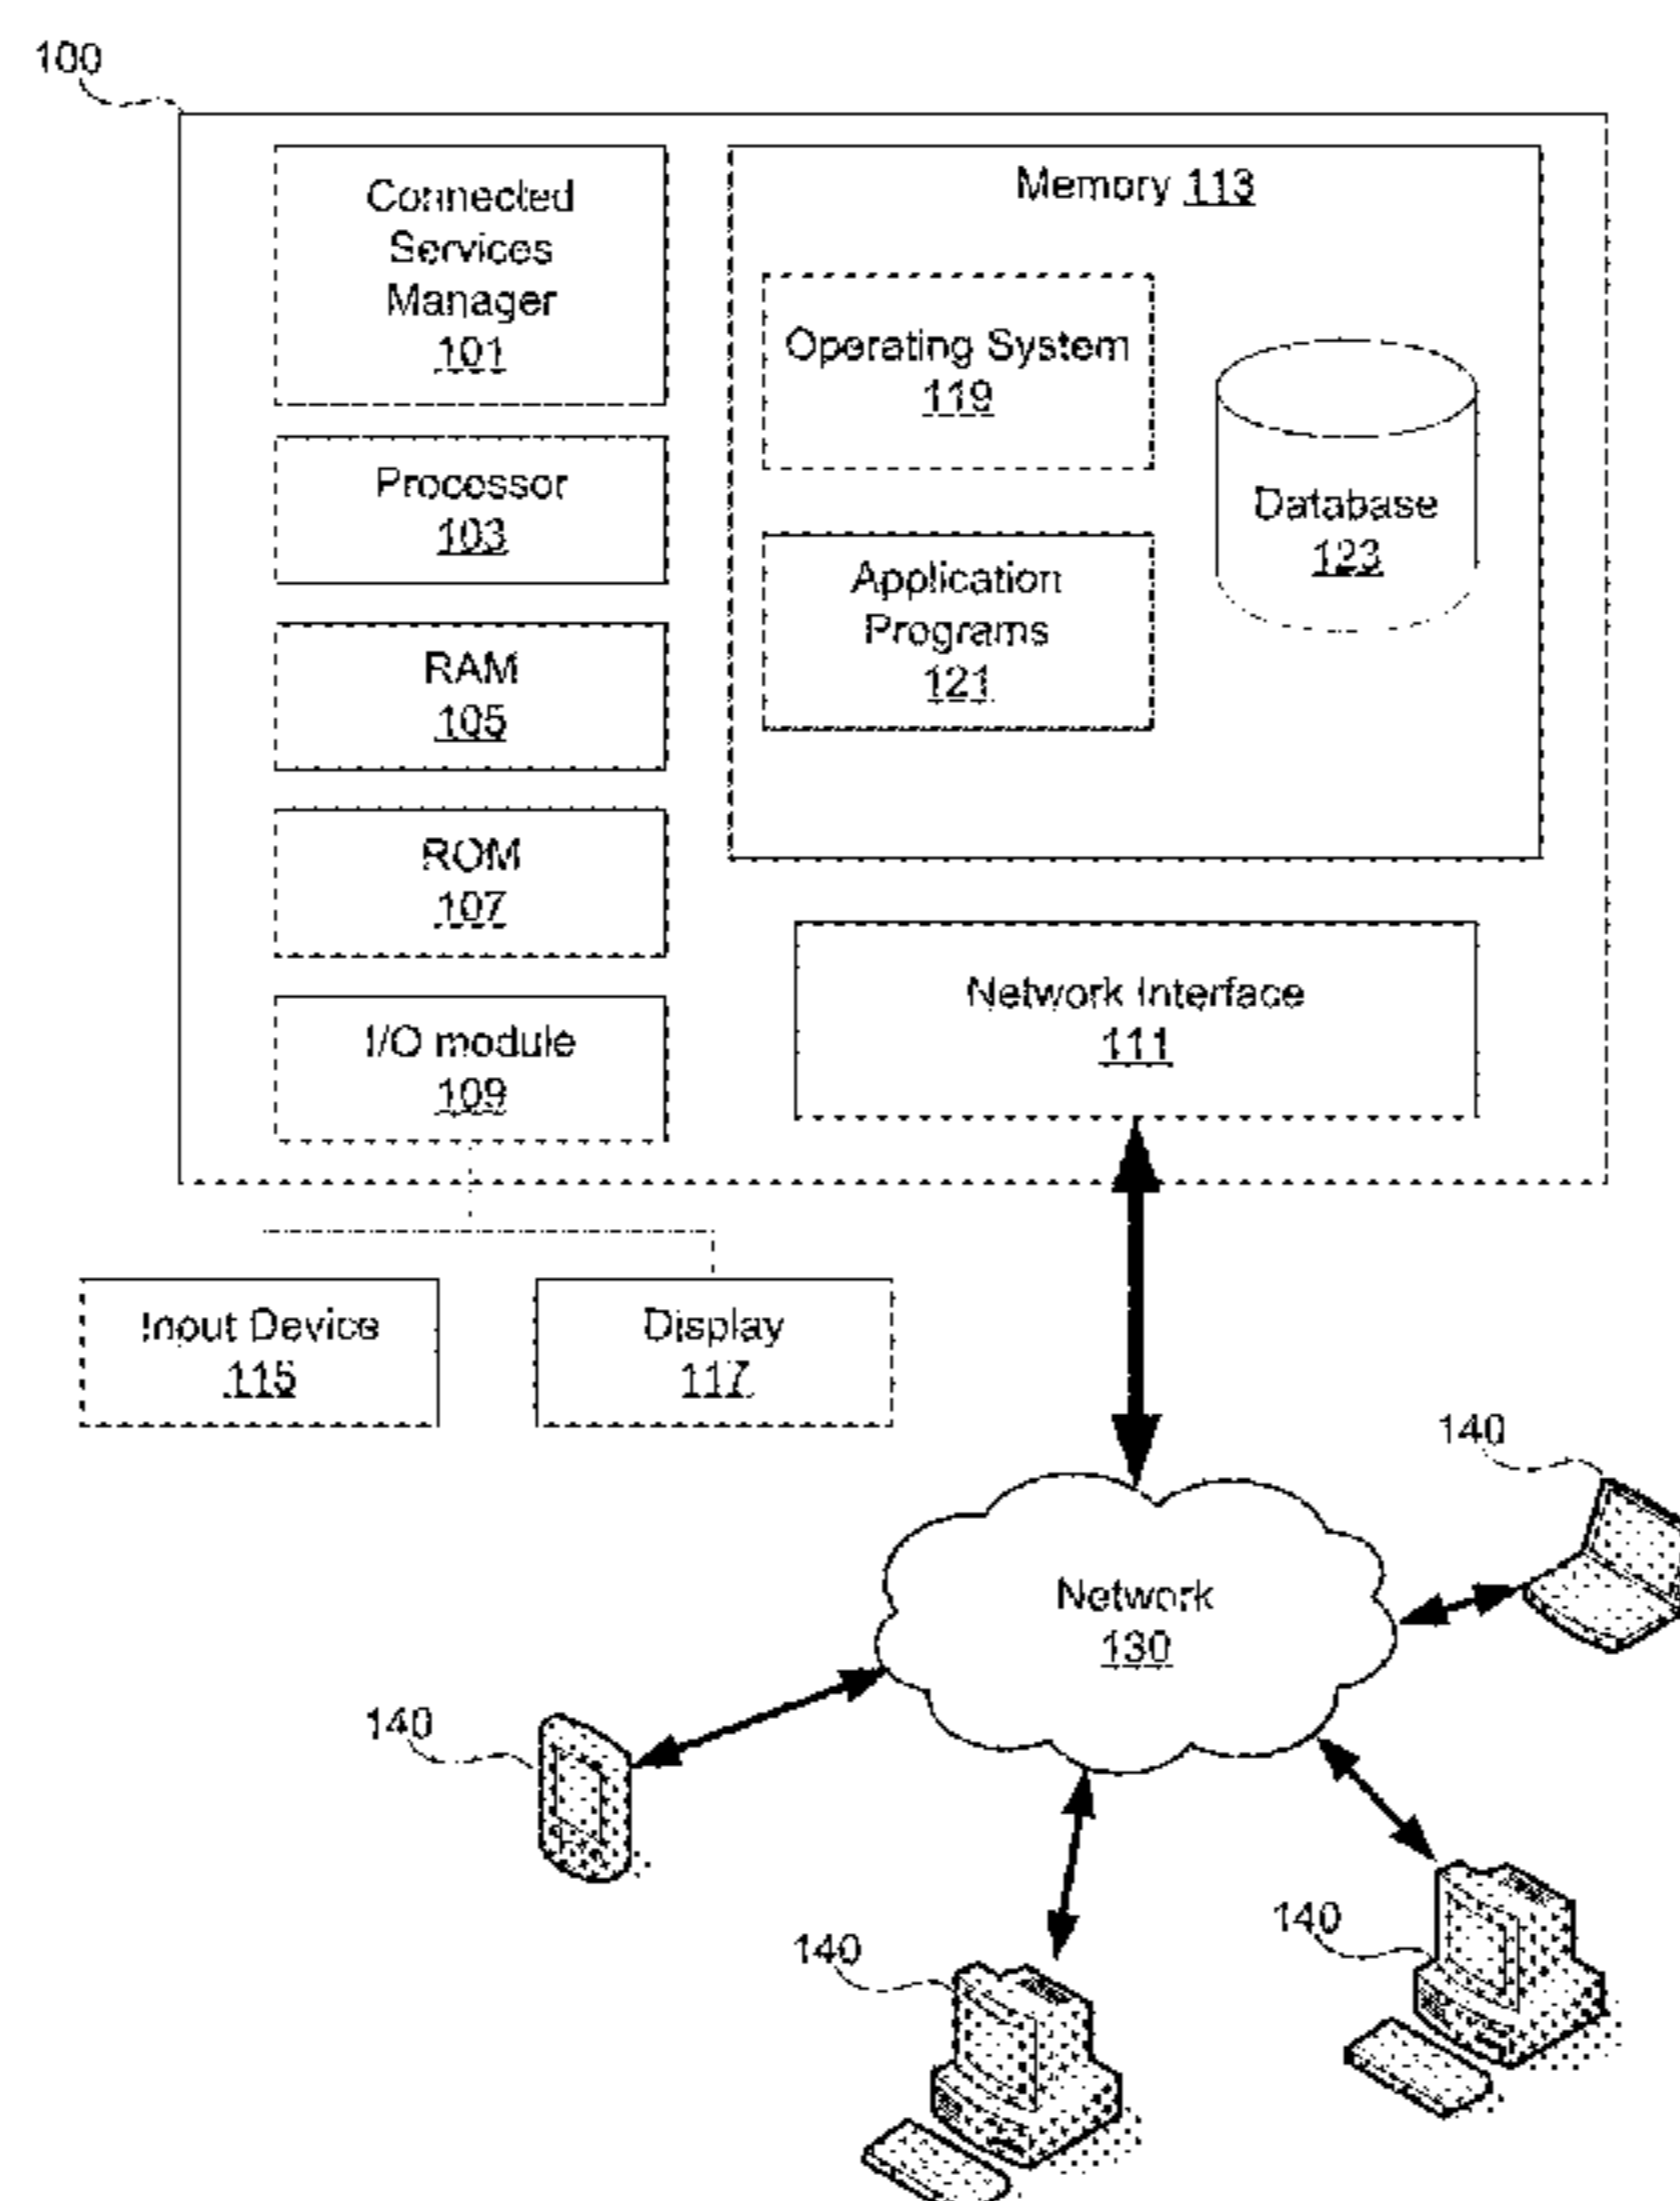 100
Connected
Services
Manager
101
Processor
103
RAM
105
ROM
107
I/O module
109
Memory 113
Operating System
119
Application
Programs
121
Database
123
Network Interface
111
Input Device
115
Display
117
Network
130
140
140
140
140